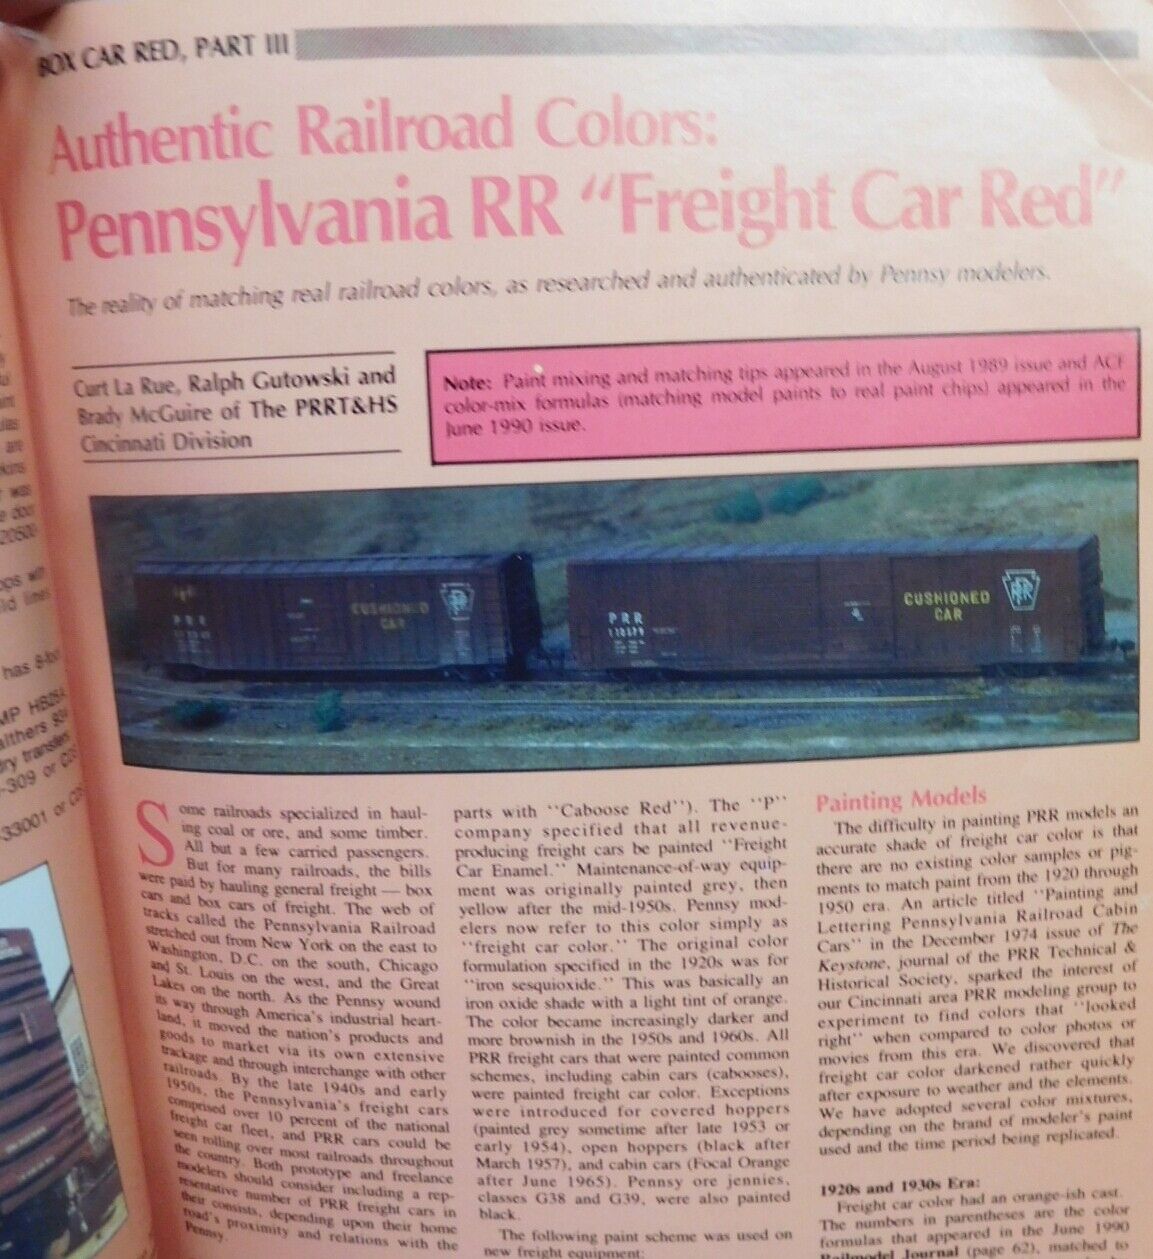 BOX CAR RED, PART III
Authentic Railroad Colors:
Pennsylvania RR "Freight Car Red"
The reality of matching real railroad colors, as researched and authenticated by Pennsy modelers.
Curt La Rue, Ralph Gutowski and
Brady McGuire of The PRRT&HS
Cincinnati Division
Note: Paint mixing and matching tips appeared in the August 1989 issue and ACF
color-mix formulas (matching model paints to real paint chips) appeared in the
June 1990 issue.
PRR
CUSHIONED
CAR
PRR
CUSHIONED
CAR
Some railroads specialized in haul-
ing coal or ore, and some timber.
All but a few carried passengers.
But for many railroads, the bills
were paid by hauling general freight — box
cars and box cars of freight. The web of
tracks called the Pennsylvania Railroad
stretched out from New York on the east to
Washington, D.C. on the south, Chicago
and St. Louis on the west, and the Great
Lakes on the north. As the Pennsy wound
its way through America's industrial heart-
land, it moved the nation's products and
goods to market via its own extensive
trackage and through interchange with other
railroads. By the late 1940s and early
1950s, the Pennsylvania's freight cars
comprised over 10 percent of the national
freight car fleet, and PRR cars could be
seen rolling over most railroads throughout
the country. Both prototype and freelance
modelers should consider including a rep-
resentative number of PRR freight cars in
their consists, depending upon their home
road's proximity and relations with the
Pennsy.
parts with ''Caboose Red''). The ''P''
company specified that all revenue-
producing freight cars be painted ''Freight
Car Enamel.'' Maintenance-of-way equip-
ment was originally painted grey, then
yellow after the mid-1950s. Pennsy mod-
elers now refer to this color simply as
''freight car color.'' The original color
formulation specified in the 1920s was for
''iron sesquioxide.'' This was basically an
iron oxide shade with a light tint of orange.
The color became increasingly darker and
more brownish in the 1950s and 1960s. All
PRR freight cars that were painted common
schemes, including cabin cars (cabooses),
were painted freight car color. Exceptions
were introduced for covered hoppers
(painted grey sometime after late 1953 or
early 1954), open hoppers (black after
March 1957), and cabin cars (Focal Orange
after June 1965). Pennsy ore jennies,
classes G38 and G39, were also painted
black.
The following paint scheme was used on
new freight equipment:
Painting Models
The difficulty in painting PRR models an
accurate shade of freight car color is that
there are no existing color samples or pig-
ments to match paint from the 1920 through
1950 era. An article titled ''Painting and
Lettering Pennsylvania Railroad Cabin
Cars'' in the December 1974 issue of The
Keystone, journal of the PRR Technical &
Historical Society, sparked the interest of
our Cincinnati area PRR modeling group to
experiment to find colors that ''looked
right'' when compared to color photos or
movies from this era. We discovered that
freight car color darkened rather quickly
after exposure to weather and the elements.
We have adopted several color mixtures,
depending on the brand of modeler's paint
used and the time period being replicated.
1920s and 1930s Era:
Freight car color had an orange-ish cast.
The numbers in parentheses are the color
formulas that appeared in the June 1990
Railmodel Journal (page 62), matched to